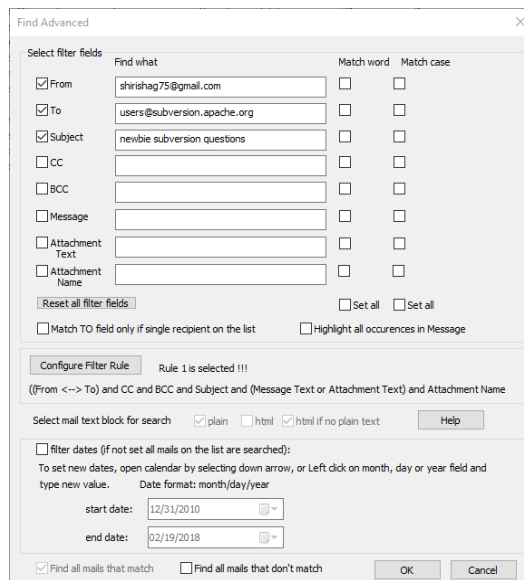 Find Advanced
Select filter fields
Find what Match word Match case
From shirishag75@gmail.com
To users@subversion.apache.org
Subject newbie subversion questions
CC
BCC
Message
Attachment
Text
Attachment
Name
Reset all filter fields Set all Set all
Match TO field only if single recipient on the list Highlight all occurences in Message
Configure Filter Rule Rule 1 is selected !!!
((From <--> To) and CC and BCC and Subject and (Message Text or Attachment Text) and Attachment Name
Select mail text block for search plain html html if no plain text Help
filter dates (if not set all mails on the list are searched):
To set new dates, open calendar by selecting down arrow, or Left click on month, day or year field and
type new value. Date format: month/day/year
start date: 12/31/2010
end date: 02/19/2018
Find all mails that match Find all mails that don't match OK Cancel